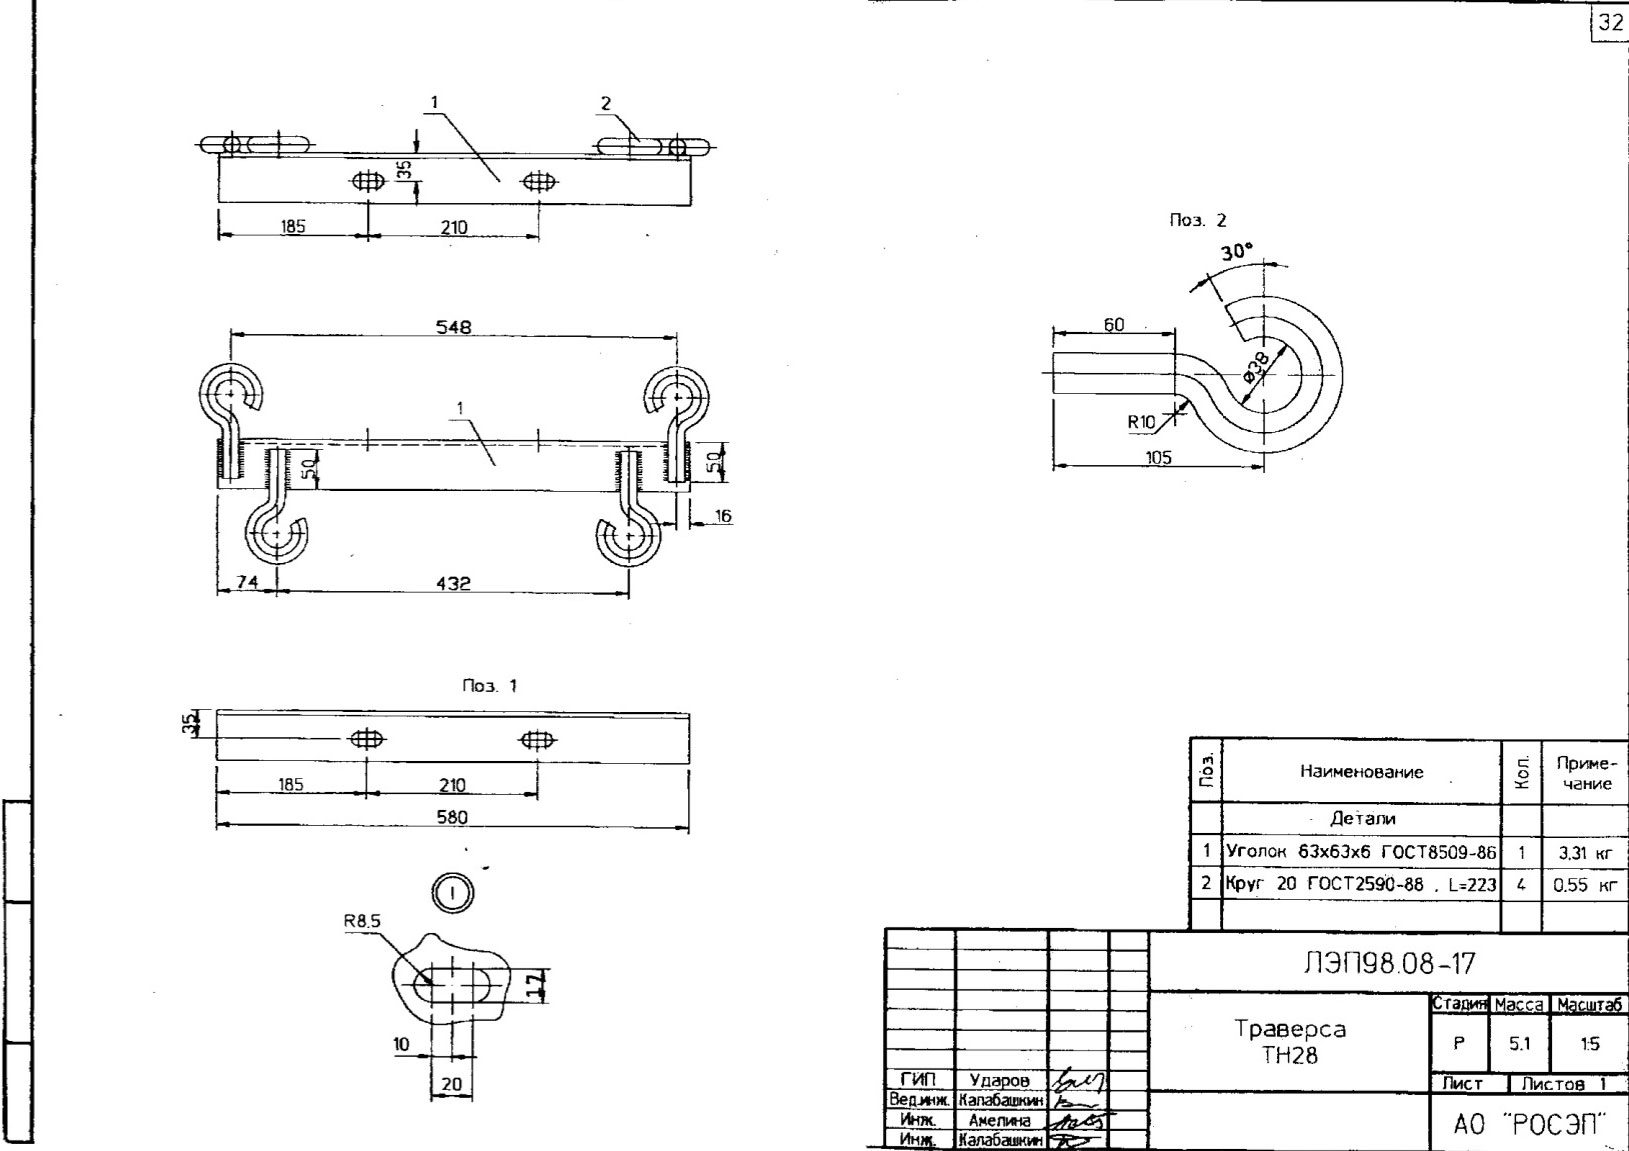 32
1
2
35
185
210
548
1
50
50
16
74
432
Поз. 1
35
185
210
580
I
R8,5
17
10
20
Поз. 2
30°
60
ø38
R10
105
Поз. Наименование Кол. Приме-
чание
Детали
1 Уголок 63х63х6 ГОСТ8509-86 1 3.31 кг
2 Круг 20 ГОСТ2590-88 , L=223 4 0.55 кг
ЛЭП98.08-17
Траверса
ТН28
Стадия Масса Масштаб
Р 5.1 1:5
Лист Листов 1
АО "РОСЭП"
ГИП Ударов
Вед.инж. Калабашкин
Инж. Амелина
Инж. Калабашкин